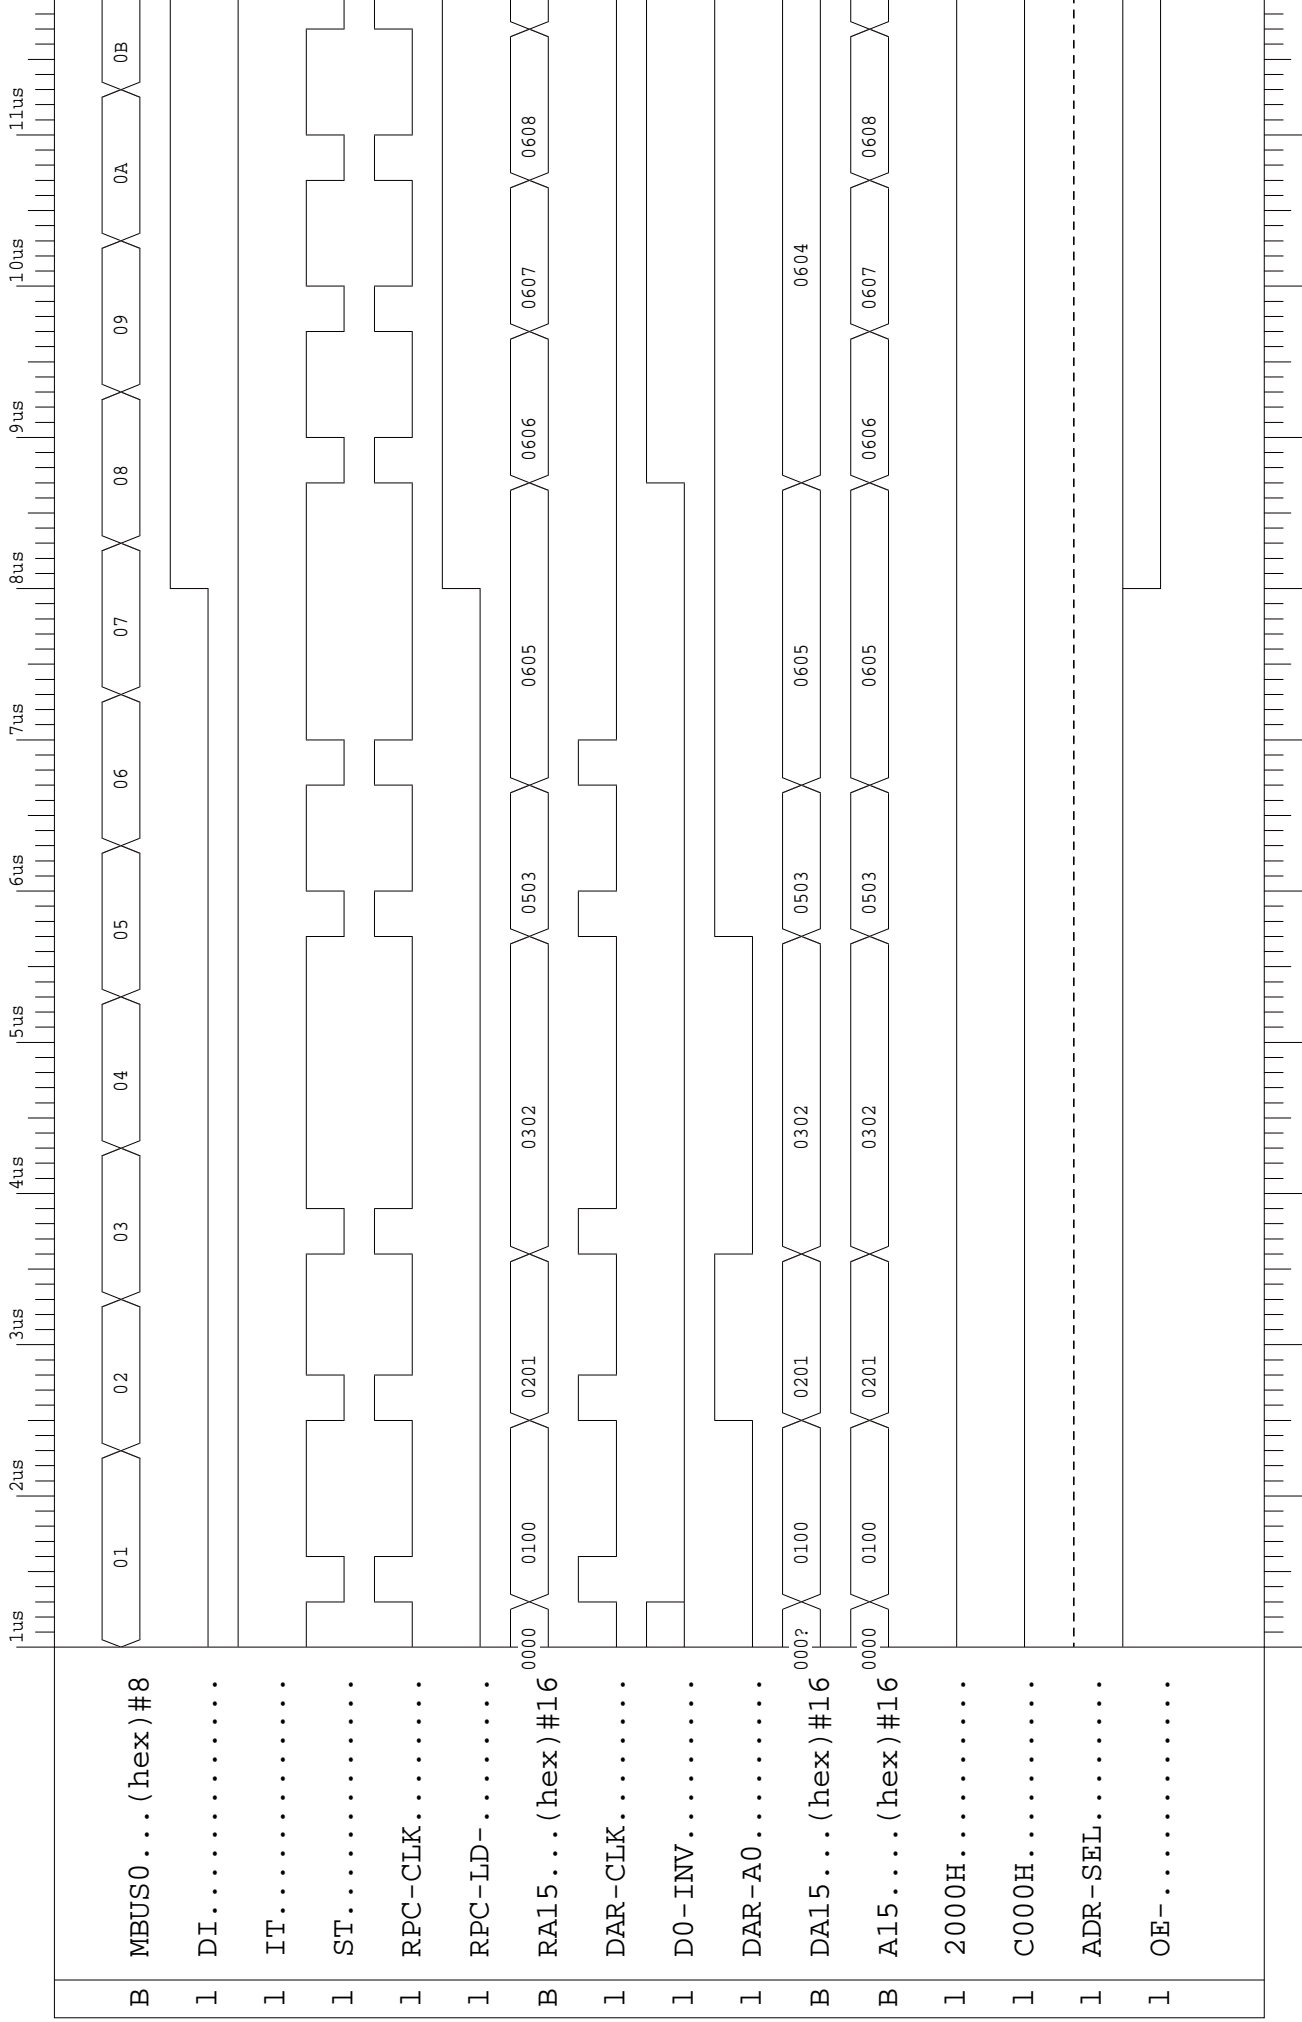 1us 2us 3us 4us 5us 6us 7us 8us 9us 10us 11us
B MBUS0...(hex)#8 01 02 03 04 05 06 07 08 09 0A 0B
1 DI.............
1 IT.............
1 ST.............
1 RPC-CLK........
1 RPC-LD-........
B RA15...(hex)#16 0000 0100 0201 0302 0503 0605 0606 0607 0608
1 DAR-CLK........
1 D0-INV.........
1 DAR-A0.........
B DA15...(hex)#16 000? 0100 0201 0302 0503 0605 0604
B A15....(hex)#16 0000 0100 0201 0302 0503 0605 0606 0607 0608
1 2000H..........
1 C000H..........
1 ADR-SEL........
1 OE-............